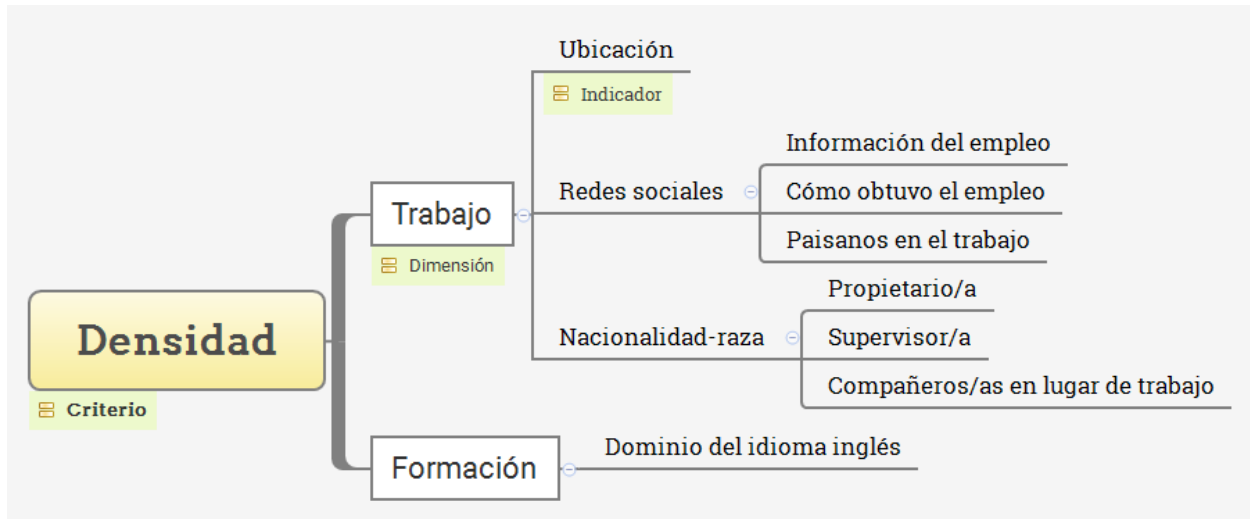 Densidad
Criterio
Trabajo
Dimensión
Ubicación
Indicador
Redes sociales
Información del empleo
Cómo obtuvo el empleo
Paisanos en el trabajo
Nacionalidad-raza
Propietario/a
Supervisor/a
Compañeros/as en lugar de trabajo
Formación
Dominio del idioma inglés